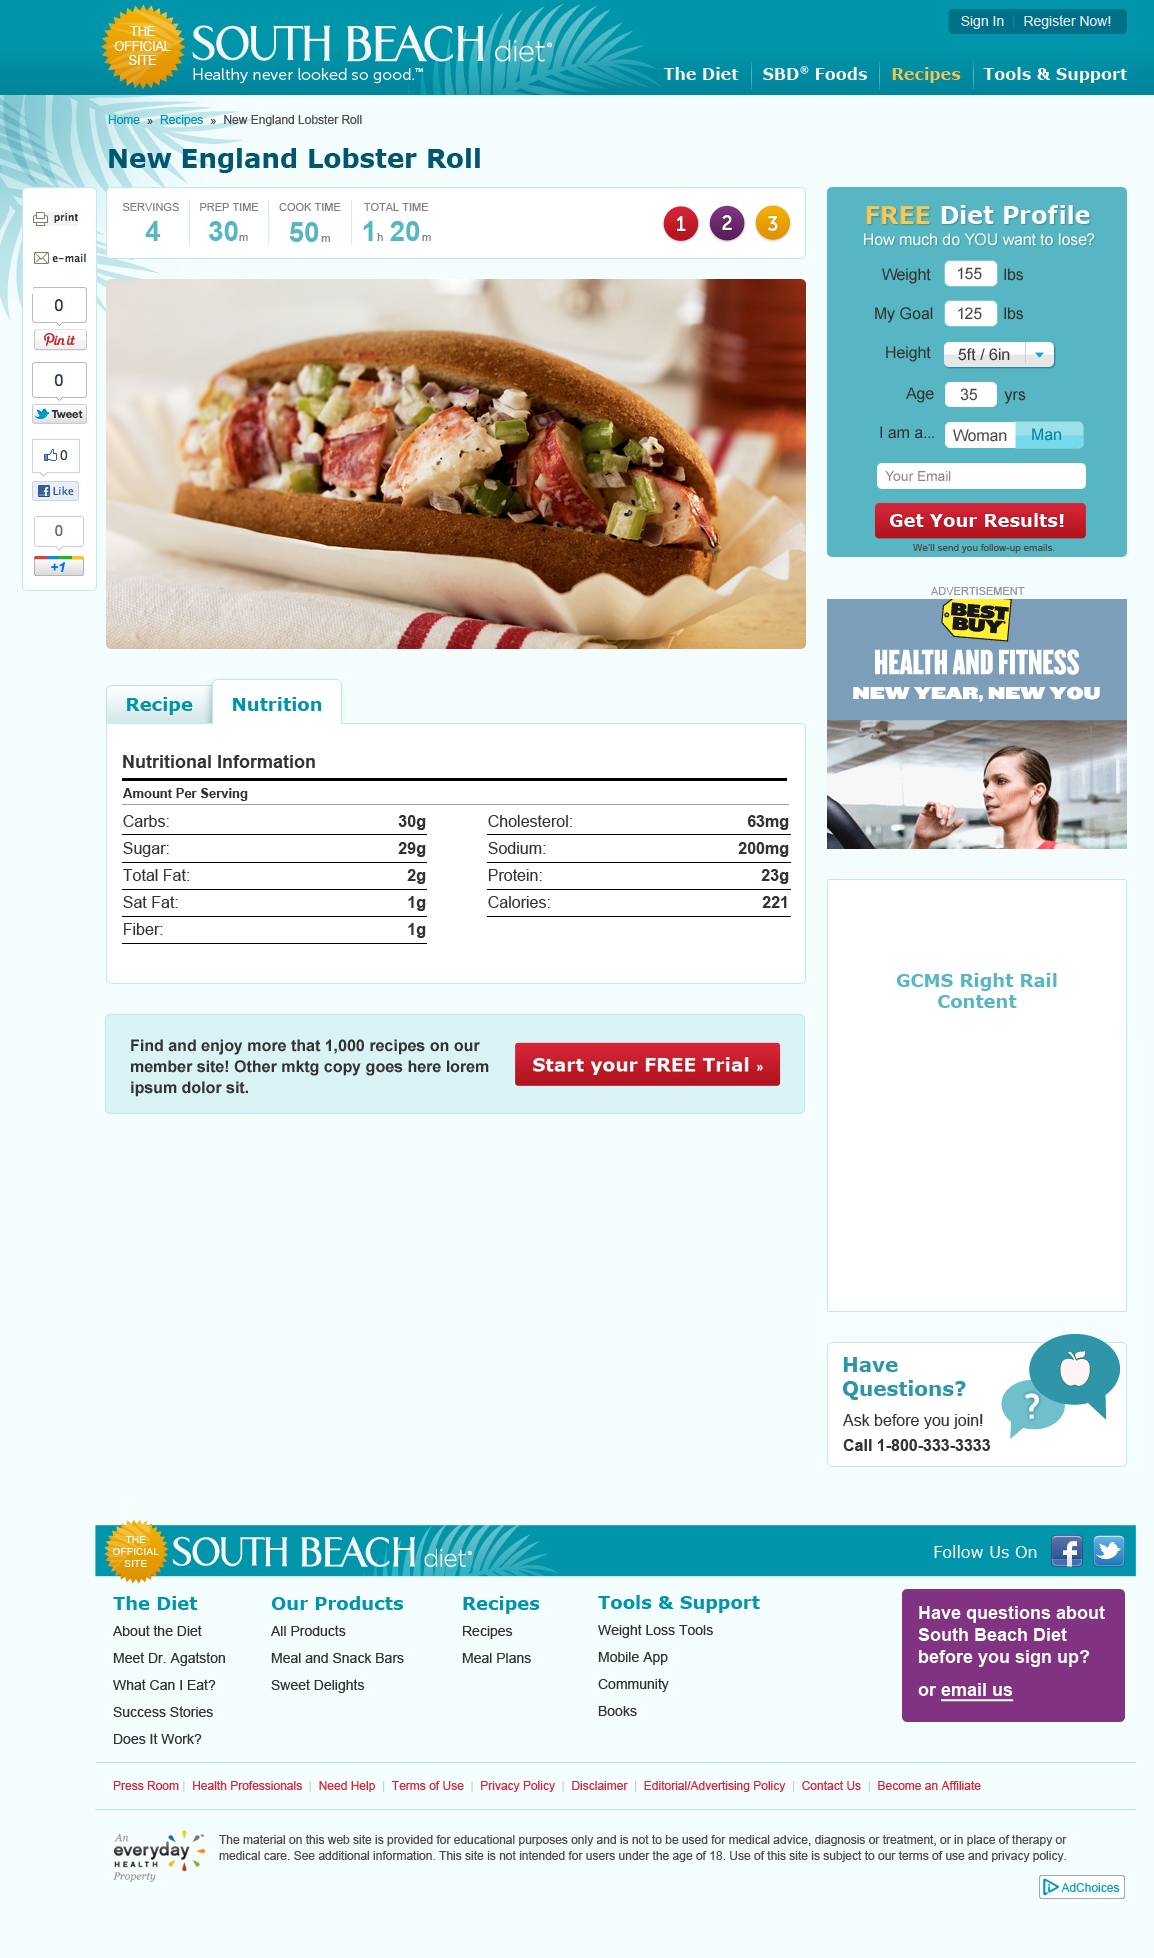 Sign In | Register Now!
THE
OFFICIAL
SITE
SOUTH BEACH diet®
Healthy never looked so good.™
The Diet SBD® Foods Recipes Tools & Support
Home » Recipes » New England Lobster Roll
New England Lobster Roll
print
e-mail
0
Pin it
0
Tweet
0
Like
0
+1
SERVINGS PREP TIME COOK TIME TOTAL TIME
4 30m 50m 1h 20m
1 2 3
FREE Diet Profile
How much do YOU want to lose?
Weight 155 lbs
My Goal 125 lbs
Height 5ft / 6in
Age 35 yrs
I am a... Woman Man
Your Email
Get Your Results!
We'll send you follow-up emails.
ADVERTISEMENT
BEST
BUY
HEALTH AND FITNESS
NEW YEAR, NEW YOU
Recipe Nutrition
Nutritional Information
Amount Per Serving
Carbs: 30g
Sugar: 29g
Total Fat: 2g
Sat Fat: 1g
Fiber: 1g
Cholesterol: 63mg
Sodium: 200mg
Protein: 23g
Calories: 221
GCMS Right Rail
Content
Find and enjoy more that 1,000 recipes on our
member site! Other mktg copy goes here lorem
ipsum dolor sit.
Start your FREE Trial »
Have
Questions?
Ask before you join!
Call 1-800-333-3333
?
THE
OFFICIAL
SITE
SOUTH BEACH diet®
Follow Us On
The Diet
About the Diet
Meet Dr. Agatston
What Can I Eat?
Success Stories
Does It Work?
Our Products
All Products
Meal and Snack Bars
Sweet Delights
Recipes
Recipes
Meal Plans
Tools & Support
Weight Loss Tools
Mobile App
Community
Books
Have questions about
South Beach Diet
before you sign up?
or email us
Press Room | Health Professionals | Need Help | Terms of Use | Privacy Policy | Disclaimer | Editorial/Advertising Policy | Contact Us | Become an Affiliate
An
everyday
HEALTH
Property
The material on this web site is provided for educational purposes only and is not to be used for medical advice, diagnosis or treatment, or in place of therapy or
medical care. See additional information. This site is not intended for users under the age of 18. Use of this site is subject to our terms of use and privacy policy.
AdChoices